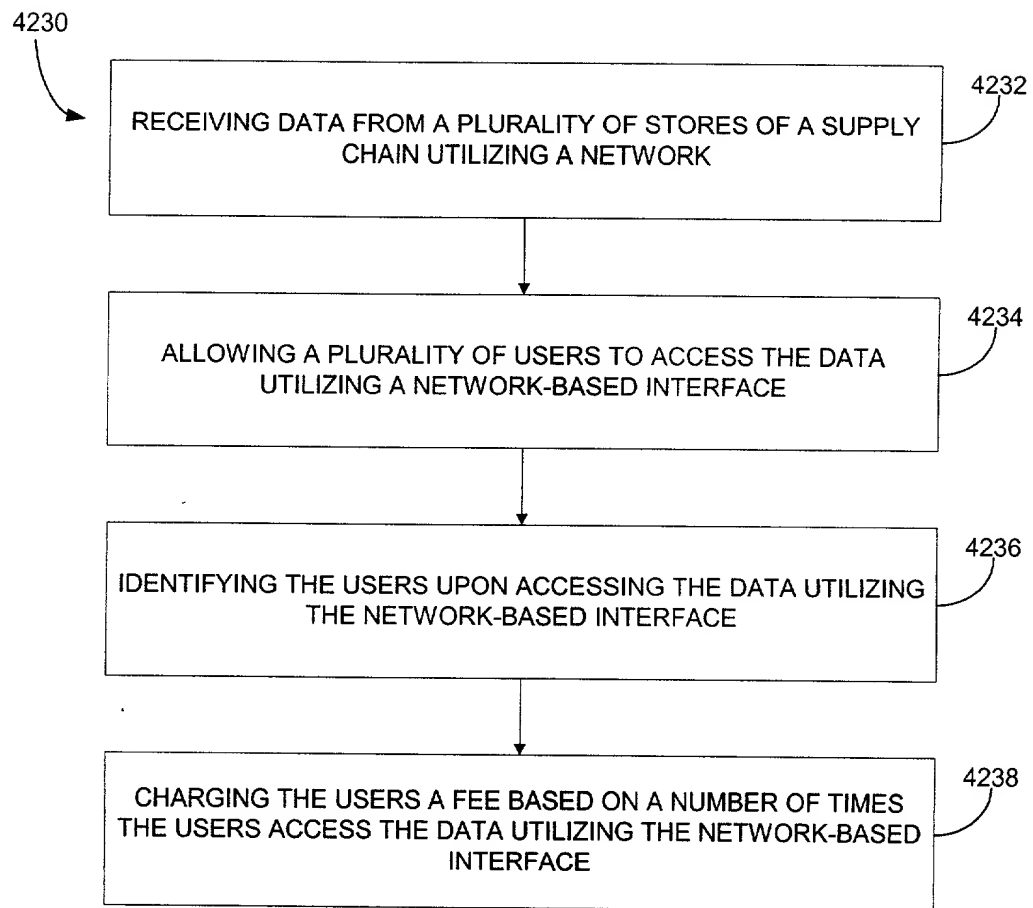 4230
4232
RECEIVING DATA FROM A PLURALITY OF STORES OF A SUPPLY
CHAIN UTILIZING A NETWORK
4234
ALLOWING A PLURALITY OF USERS TO ACCESS THE DATA
UTILIZING A NETWORK-BASED INTERFACE
4236
IDENTIFYING THE USERS UPON ACCESSING THE DATA UTILIZING
THE NETWORK-BASED INTERFACE
4238
CHARGING THE USERS A FEE BASED ON A NUMBER OF TIMES
THE USERS ACCESS THE DATA UTILIZING THE NETWORK-BASED
INTERFACE